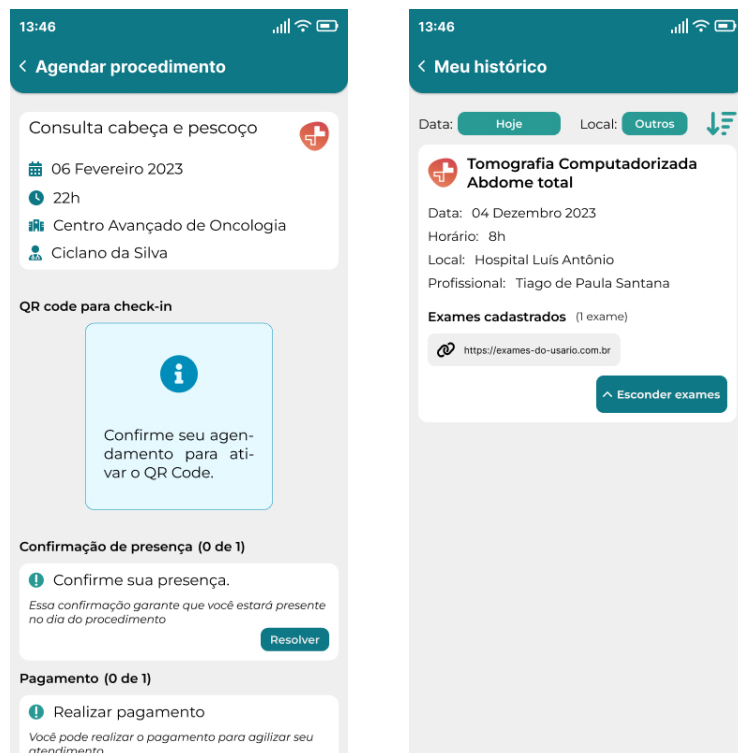 13:46
Agendar procedimento
Consulta cabeça e pescoço
06 Fevereiro 2023
22h
Centro Avançado de Oncologia
Ciclano da Silva
QR code para check-in
Confirme seu agen-
damento para ati-
var o QR Code.
Confirmação de presença (0 de 1)
Confirme sua presença.
Essa confirmação garante que você estará presente
no dia do procedimento
Resolver
Pagamento (0 de 1)
Realizar pagamento
Você pode realizar o pagamento para agilizar seu
atendimento
13:46
Meu histórico
Data: Hoje Local: Outros
Tomografia Computadorizada
Abdome total
Data: 04 Dezembro 2023
Horário: 8h
Local: Hospital Luís Antônio
Profissional: Tiago de Paula Santana
Exames cadastrados (1 exame)
https://exames-do-usario.com.br
Esconder exames